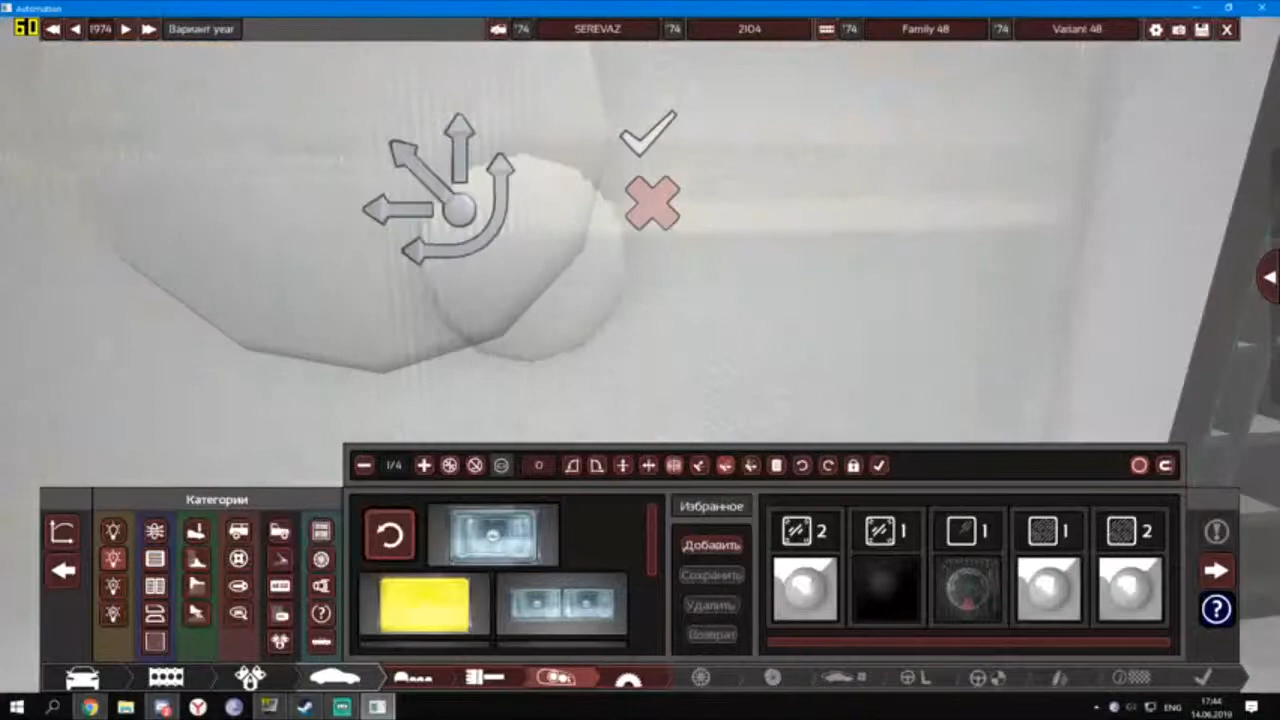 Automation
60 1974 Вариант year '74 SEREVAZ '74 2104 '74 Family 48 '74 Variant 48
1/4 0
Категории
Избранное
Добавить
Сохранить
Удалить
Возврат
2 1 1 1 2
ENG 17:44
14.06.2019